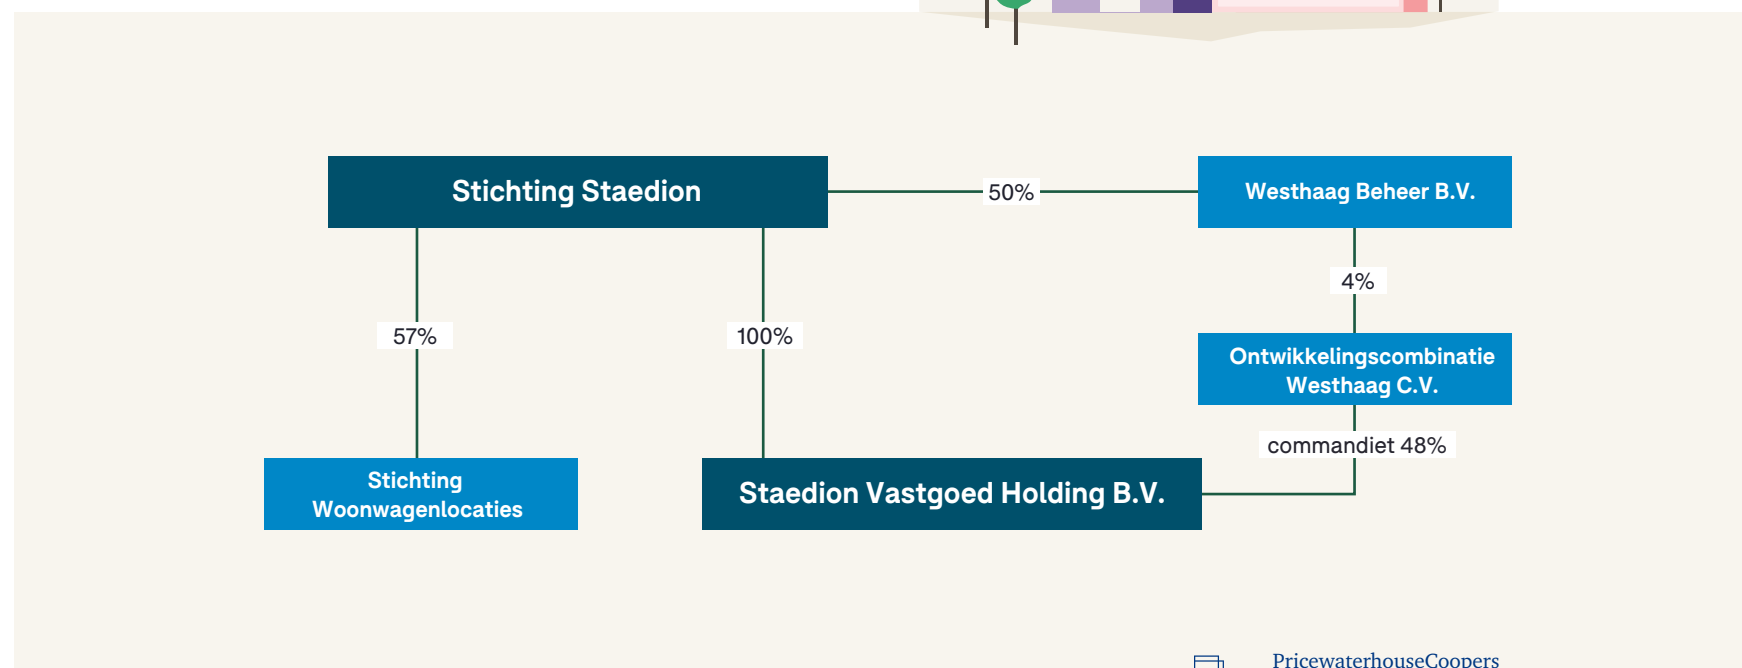 Stichting Staedion
50%
Westhaag Beheer B.V.
4%
57%
100%
Ontwikkelingscombinatie
Westhaag C.V.
commandiet 48%
Stichting
Woonwagenlocaties
Staedion Vastgoed Holding B.V.
PricewaterhouseCoopers